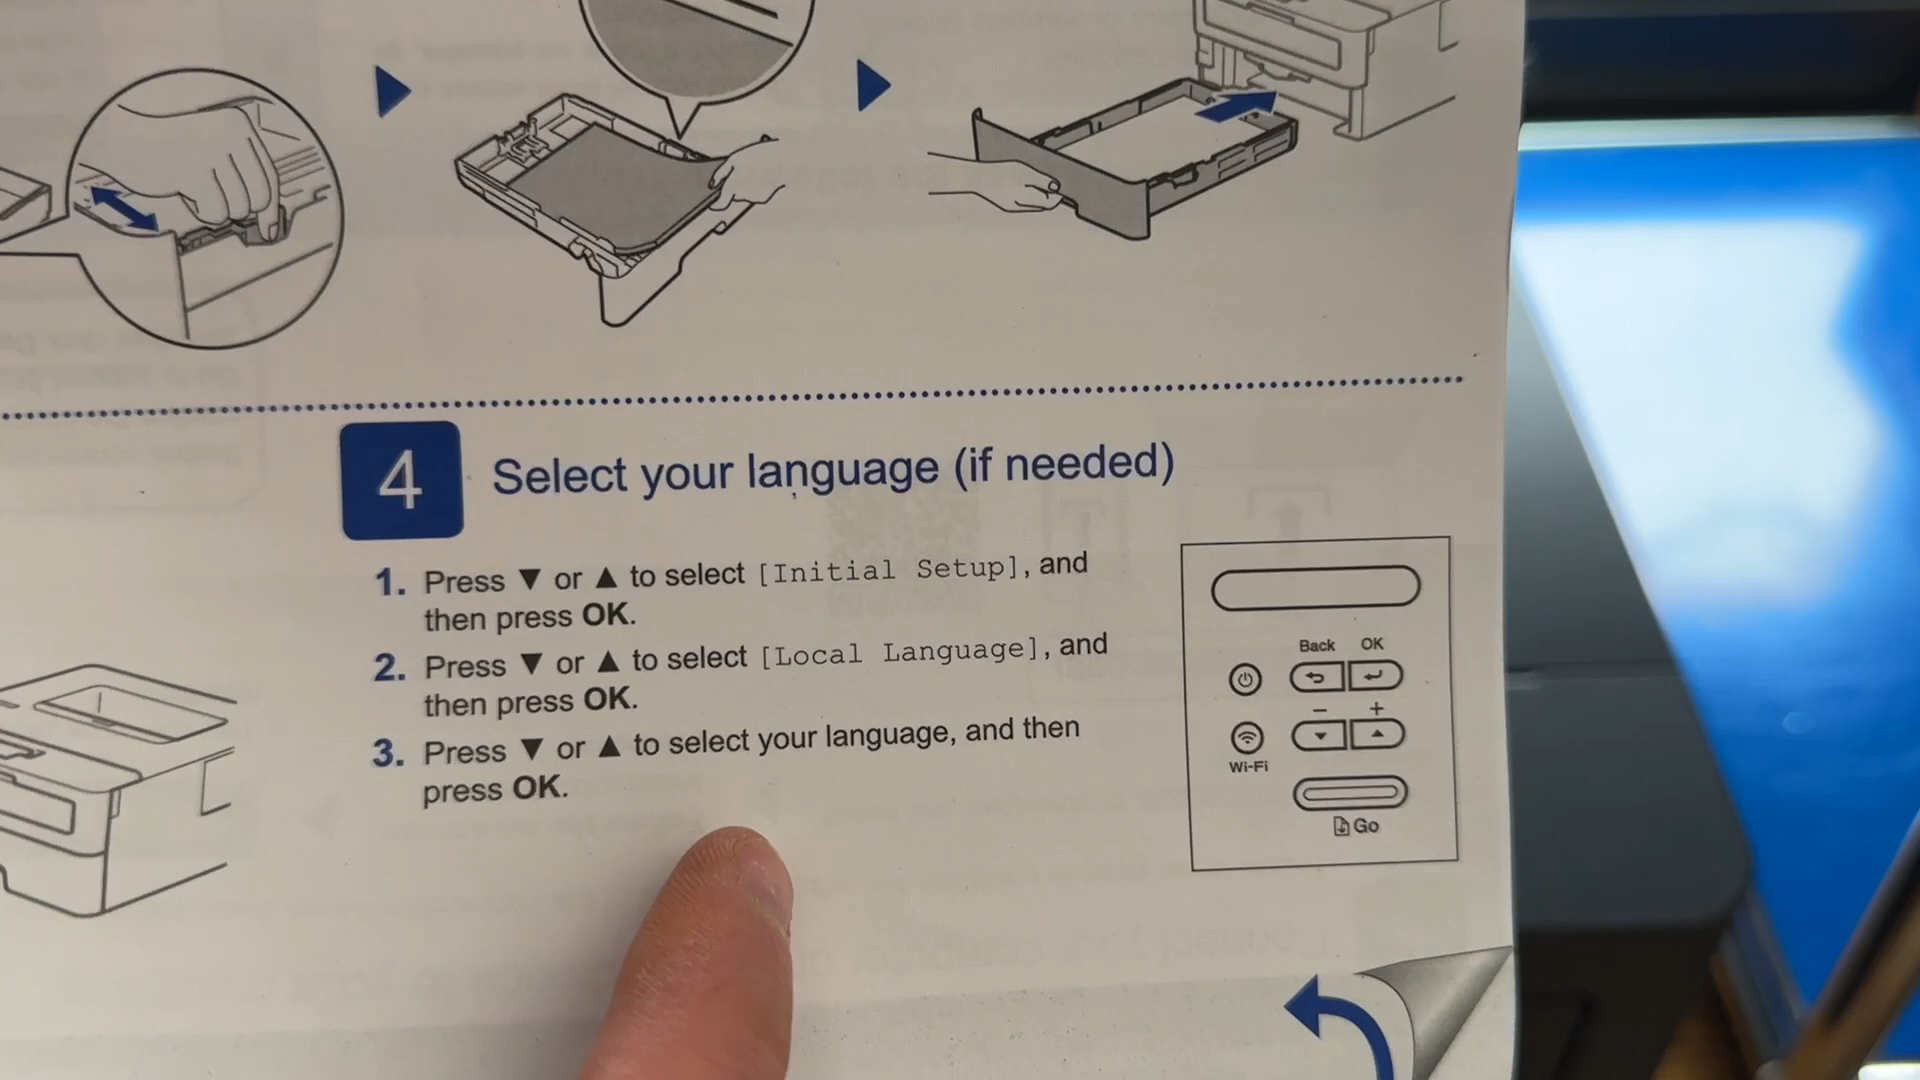 4
Select your language (if needed)
1. Press ▼ or ▲ to select [Initial Setup], and
then press OK.
2. Press ▼ or ▲ to select [Local Language], and
then press OK.
3. Press ▼ or ▲ to select your language, and then
press OK.
Back OK
− +
Wi-Fi
Go